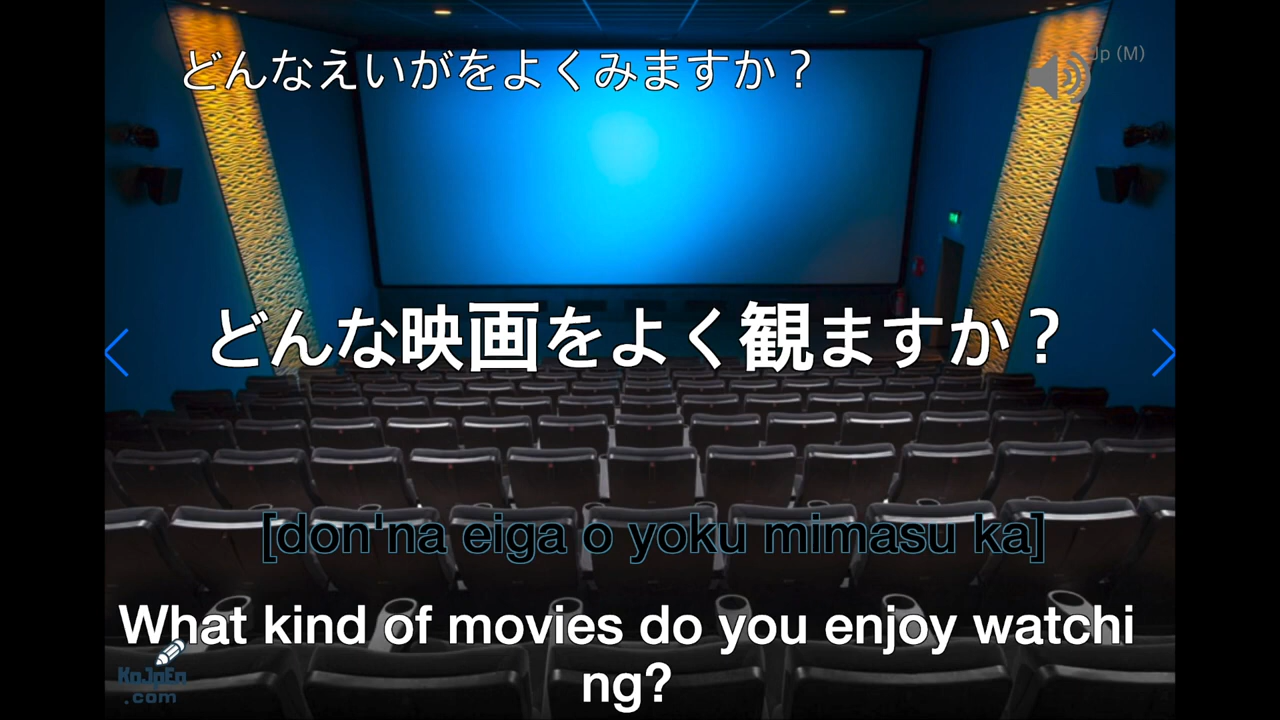 どんなえいがをよくみますか？
Jp (M)
どんな映画をよく観ますか？
[don'na eiga o yoku mimasu ka]
What kind of movies do you enjoy watchi
ng?
KoJpEn
.com